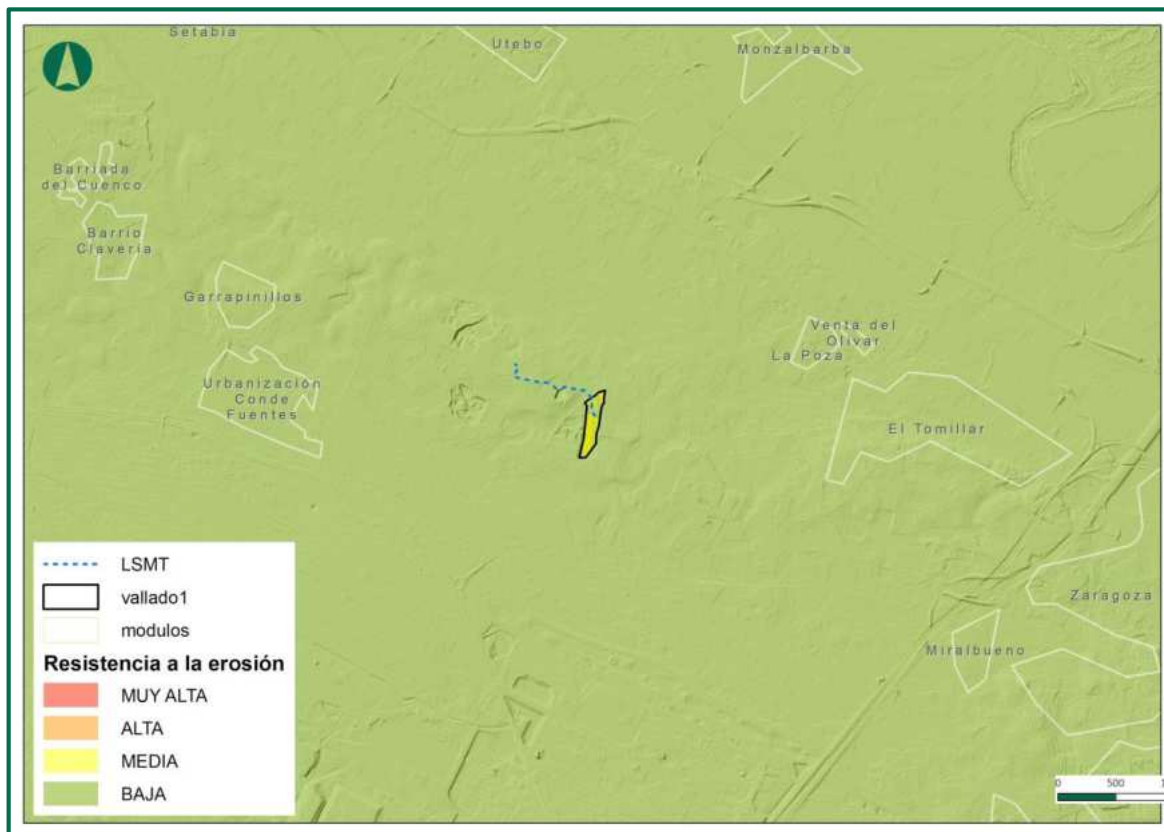 Setabia
Utebo
Monzalbarba
Barriada
del Cuenco
Barrio
Clavería
Garrapinillos
Urbanización
Conde
Fuentes
Venta del
Olivar
La Poza
El Tomillar
Zaragoza
Miralbueno
LSMT
vallado1
modulos
Resistencia a la erosión
MUY ALTA
ALTA
MEDIA
BAJA
0 500